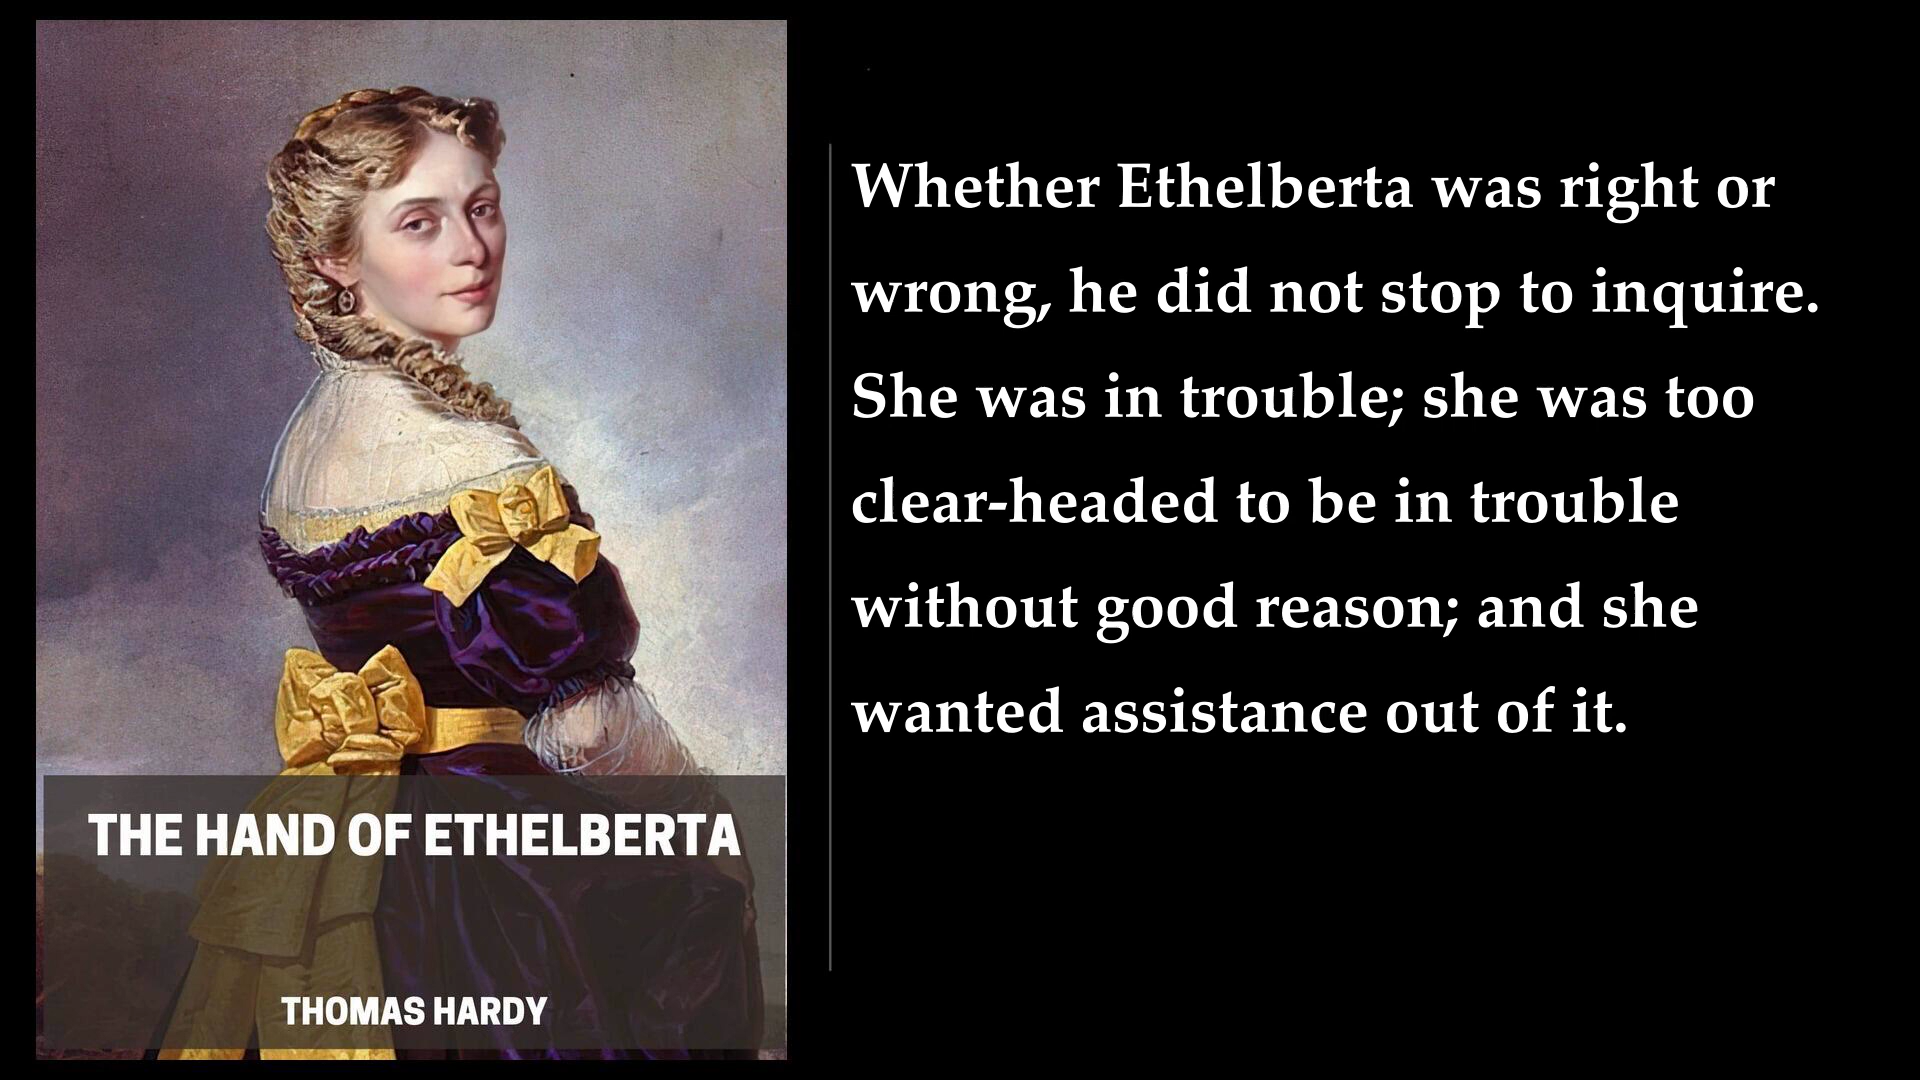 THE HAND OF ETHELBERTA
THOMAS HARDY
Whether Ethelberta was right or
wrong, he did not stop to inquire.
She was in trouble; she was too
clear-headed to be in trouble
without good reason; and she
wanted assistance out of it.